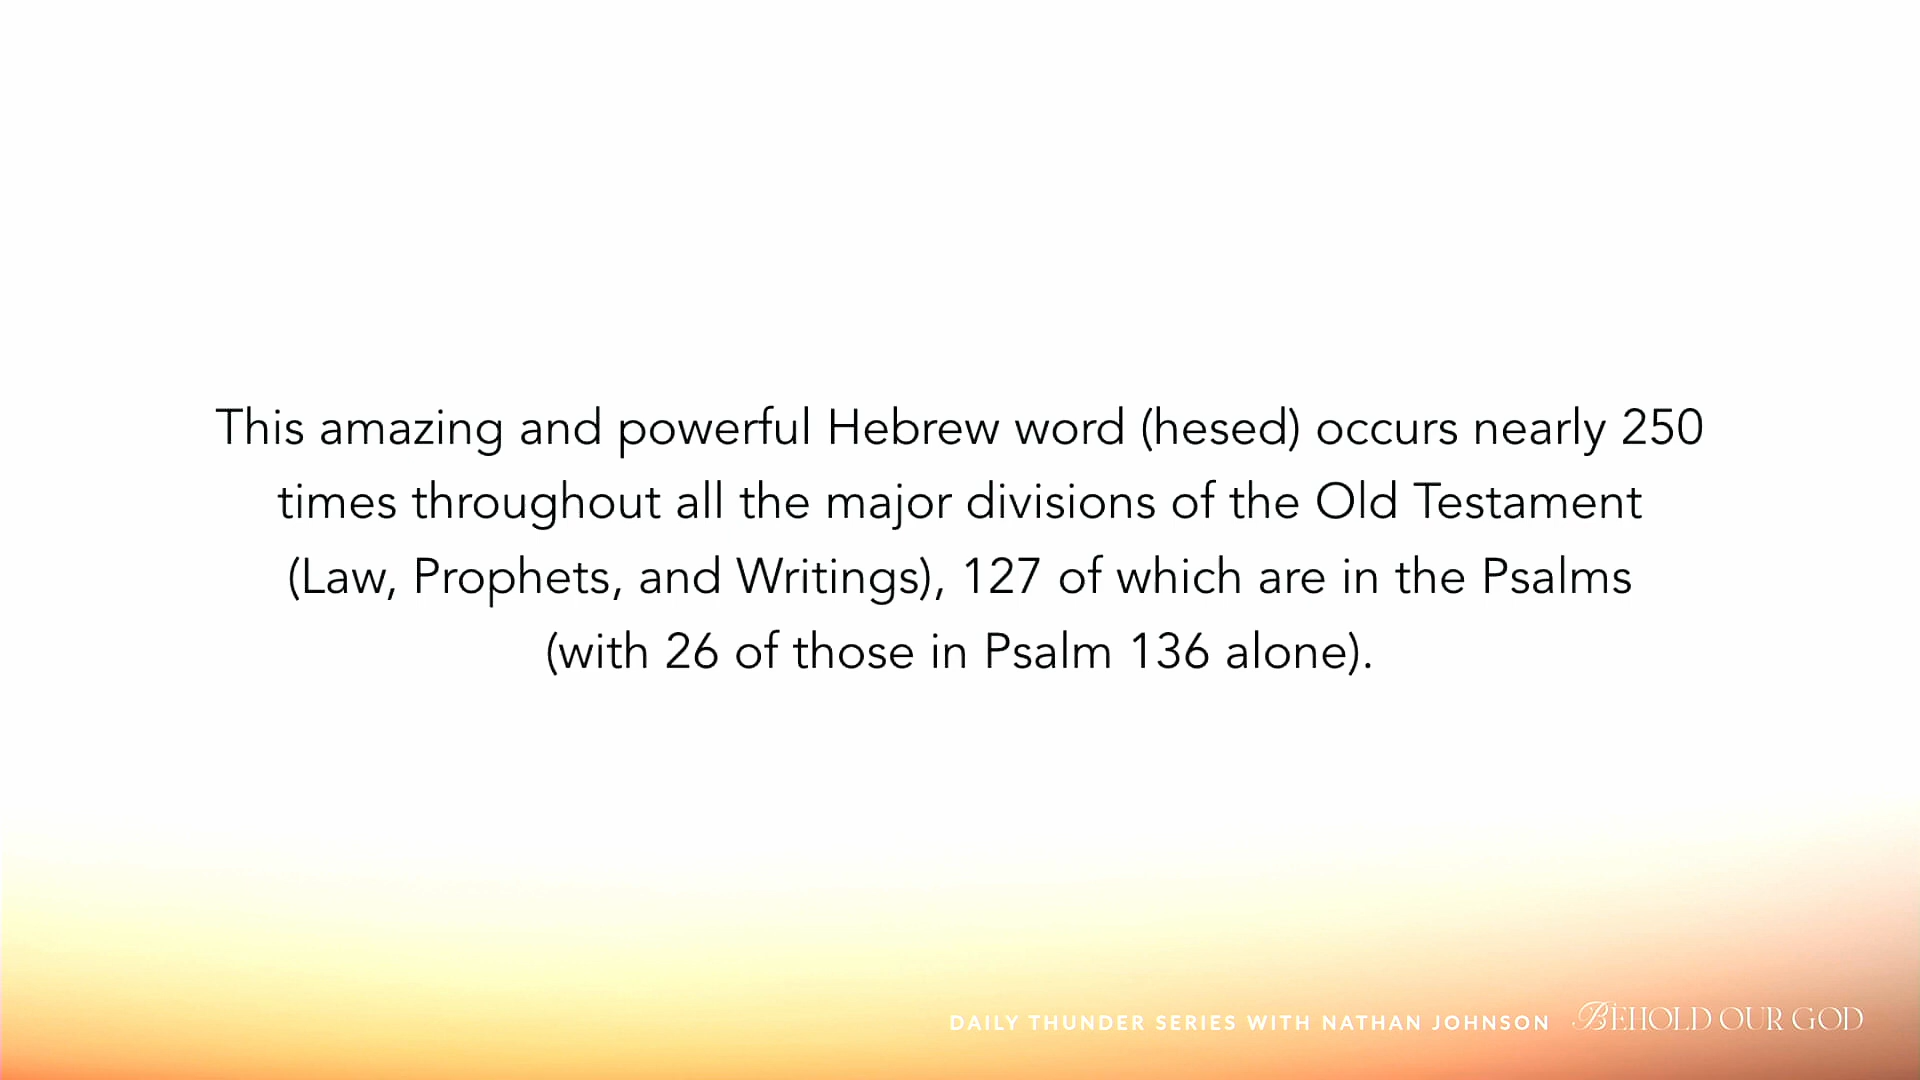 This amazing and powerful Hebrew word (hesed) occurs nearly 250
times throughout all the major divisions of the Old Testament
(Law, Prophets, and Writings), 127 of which are in the Psalms
(with 26 of those in Psalm 136 alone).
DAILY THUNDER SERIES WITH NATHAN JOHNSON BEHOLD OUR GOD